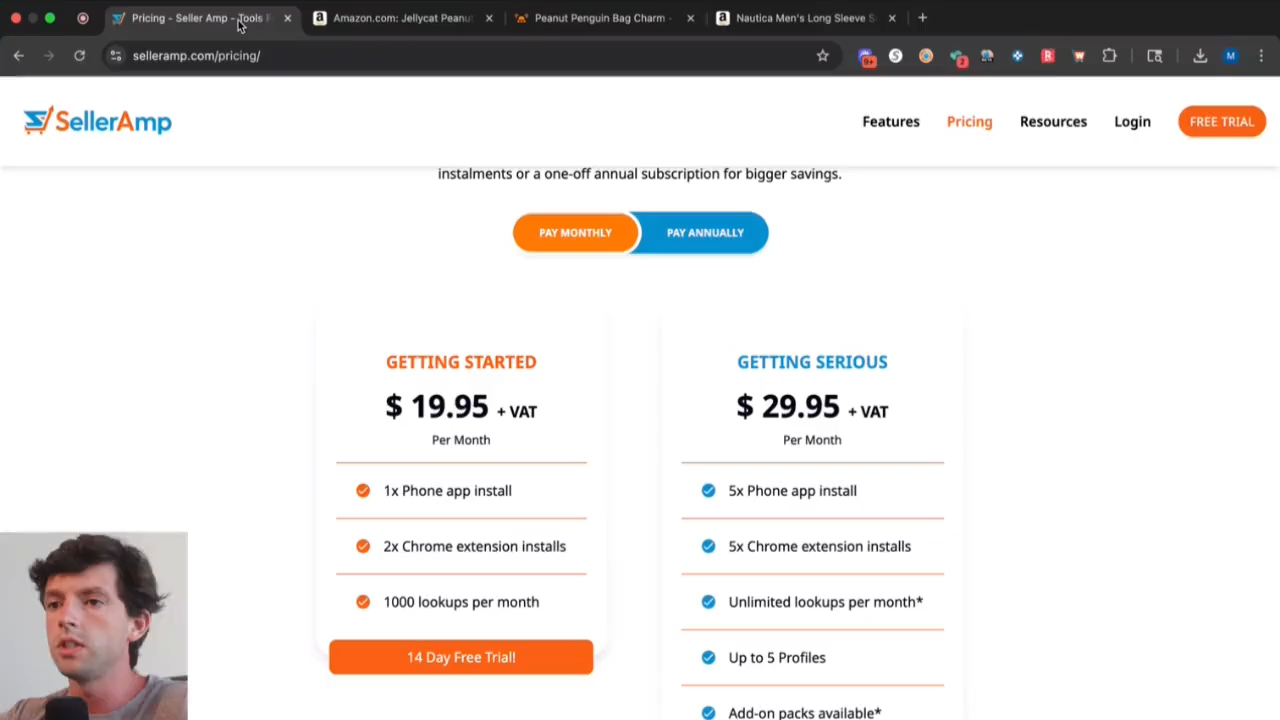 Pricing - Seller Amp - Tools F
Amazon.com: Jellycat Peanut
Peanut Penguin Bag Charm -
Nautica Men's Long Sleeve S
selleramp.com/pricing/
9+
2
M
SellerAmp
Features
Pricing
Resources
Login
FREE TRIAL
instalments or a one-off annual subscription for bigger savings.
PAY MONTHLY
PAY ANNUALLY
GETTING STARTED
$ 19.95 + VAT
Per Month
1x Phone app install
2x Chrome extension installs
1000 lookups per month
14 Day Free Trial!
GETTING SERIOUS
$ 29.95 + VAT
Per Month
5x Phone app install
5x Chrome extension installs
Unlimited lookups per month*
Up to 5 Profiles
Add-on packs available*